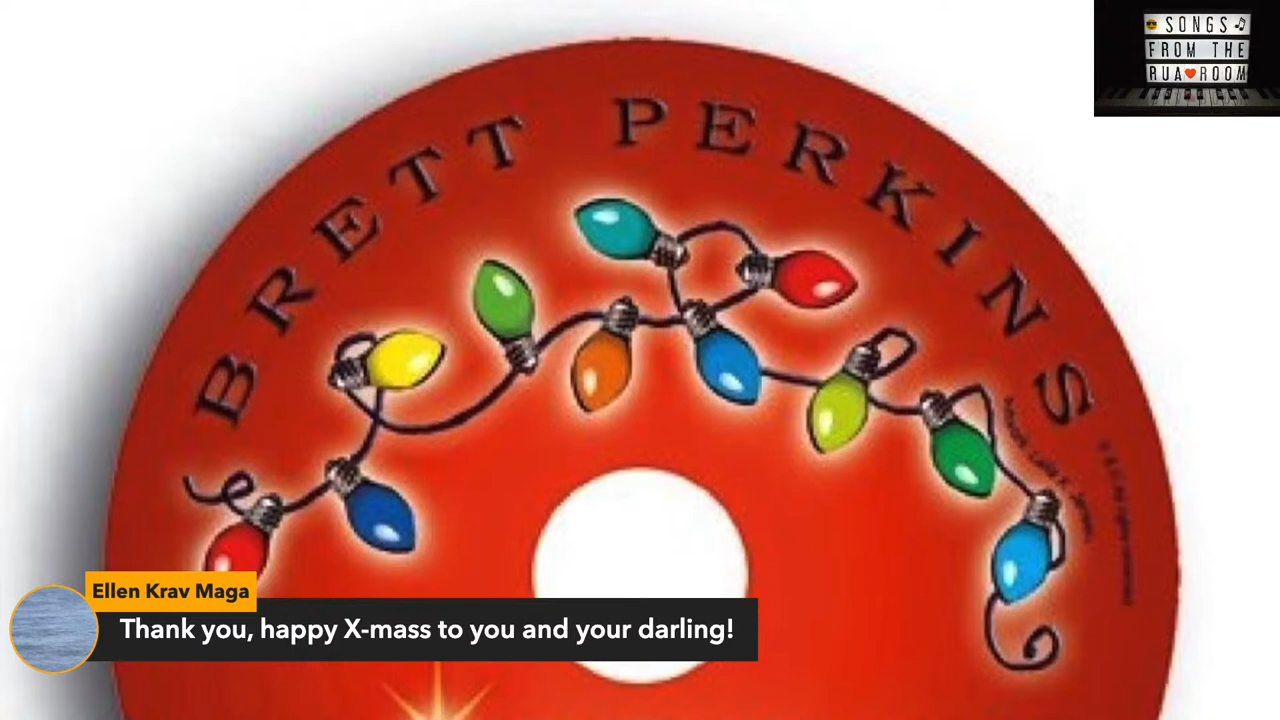 SONGS
FROM THE
RUA ROOM
BRETT PERKINS
Ellen Krav Maga
Thank you, happy X-mass to you and your darling!